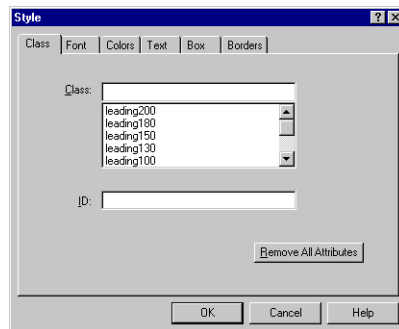 Style
Class Font Colors Text Box Borders
Class:
leading200
leading180
leading150
leading130
leading100
ID:
Remove All Attributes
OK Cancel Help